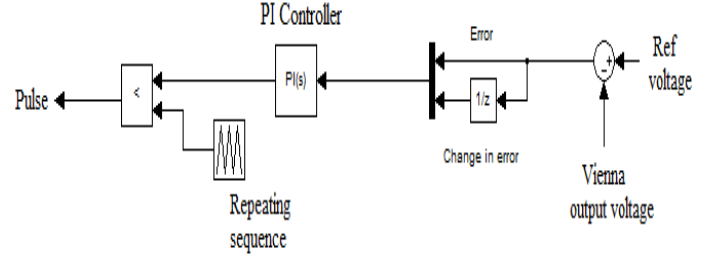 PI Controller
Error
Ref
voltage
PI(s)
1/z
<
Pulse
- +
Change in error
Repeating
sequence
Vienna
output voltage